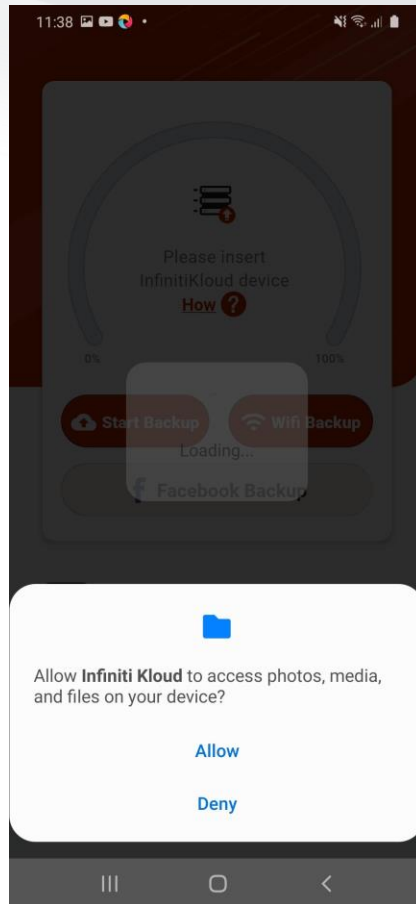 11:38
Please insert
InfinitiKloud device
How ?
0% 100%
Start Backup Wifi Backup
Loading...
f Facebook Backup
Allow Infiniti Kloud to access photos, media,
and files on your device?
Allow
Deny